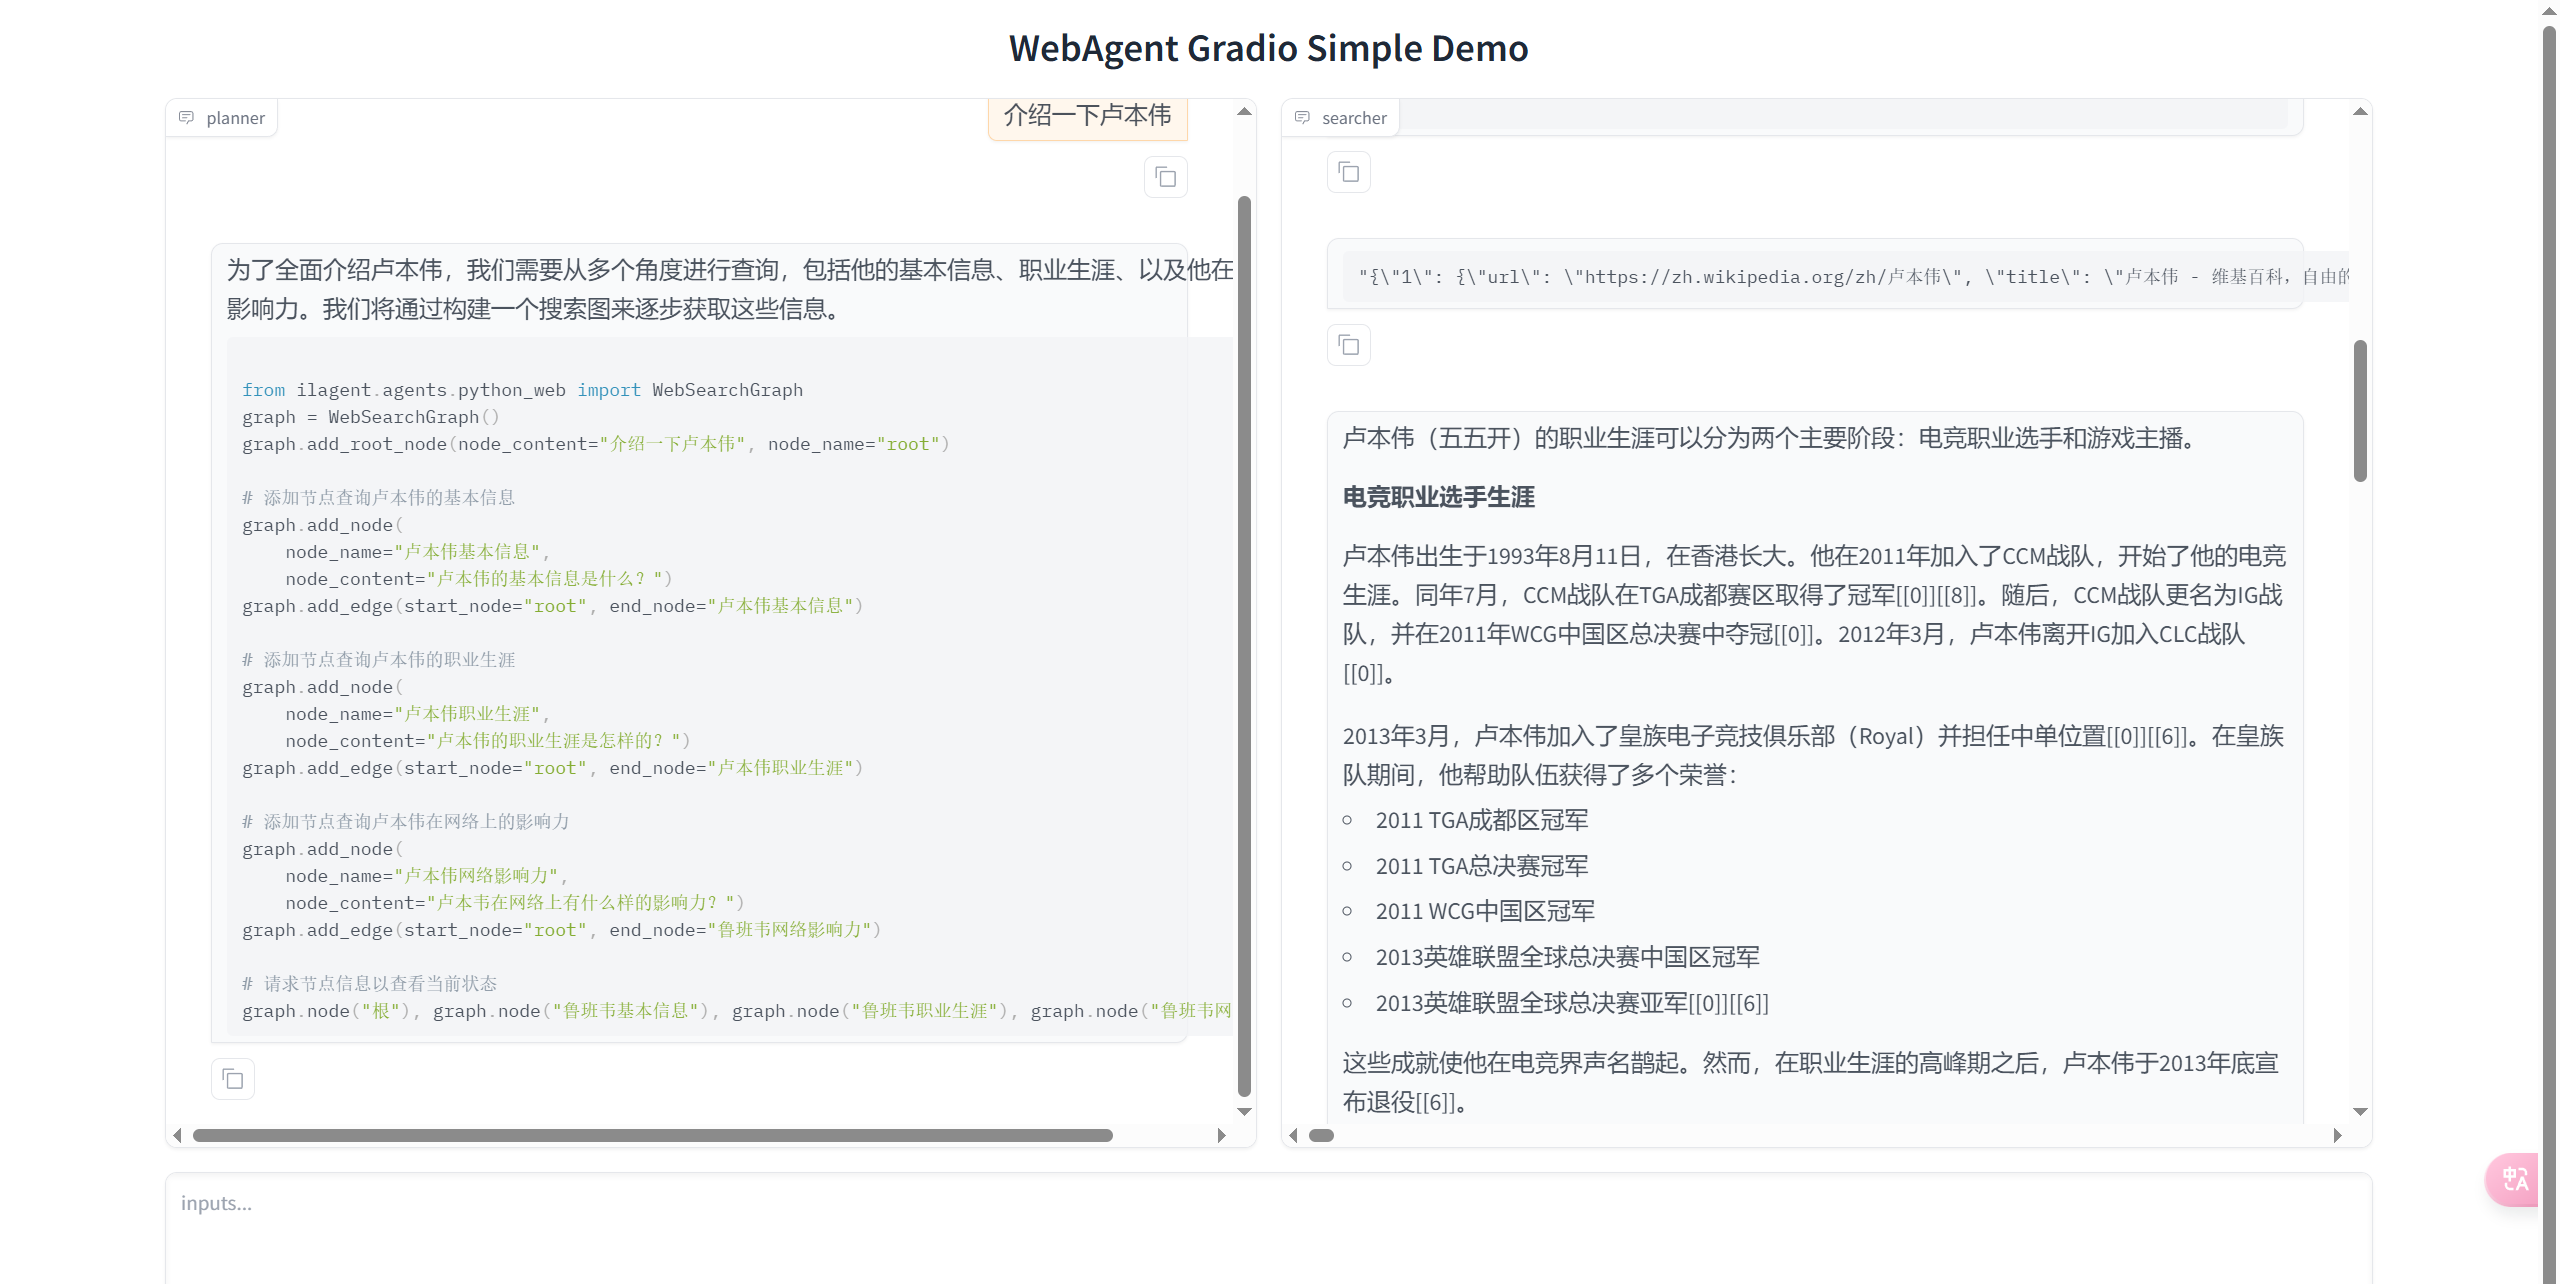 WebAgent Gradio Simple Demo
planner
介绍一下卢本伟
为了全面介绍卢本伟，我们需要从多个角度进行查询，包括他的基本信息、职业生涯、以及他在
影响力。我们将通过构建一个搜索图来逐步获取这些信息。
from ilagent.agents.python_web import WebSearchGraph
graph = WebSearchGraph()
graph.add_root_node(node_content="介绍一下卢本伟", node_name="root")
# 添加节点查询卢本伟的基本信息
graph.add_node(
    node_name="卢本伟基本信息",
    node_content="卢本伟的基本信息是什么？")
graph.add_edge(start_node="root", end_node="卢本伟基本信息")
# 添加节点查询卢本伟的职业生涯
graph.add_node(
    node_name="卢本伟职业生涯",
    node_content="卢本伟的职业生涯是怎样的？")
graph.add_edge(start_node="root", end_node="卢本伟职业生涯")
# 添加节点查询卢本伟在网络上的影响力
graph.add_node(
    node_name="卢本伟网络影响力",
    node_content="卢本韦在网络上有什么样的影响力？")
graph.add_edge(start_node="root", end_node="鲁班韦网络影响力")
# 请求节点信息以查看当前状态
graph.node("根"), graph.node("鲁班韦基本信息"), graph.node("鲁班韦职业生涯"), graph.node("鲁班韦网
searcher
"{\"1\": {\"url\": \"https://zh.wikipedia.org/zh/卢本伟\", \"title\": \"卢本伟 - 维基百科，自由的
卢本伟（五五开）的职业生涯可以分为两个主要阶段：电竞职业选手和游戏主播。
电竞职业选手生涯
卢本伟出生于1993年8月11日，在香港长大。他在2011年加入了CCM战队，开始了他的电竞
生涯。同年7月，CCM战队在TGA成都赛区取得了冠军[[0]][[8]]。随后，CCM战队更名为IG战
队，并在2011年WCG中国区总决赛中夺冠[[0]]。2012年3月，卢本伟离开IG加入CLC战队
[[0]]。
2013年3月，卢本伟加入了皇族电子竞技俱乐部（Royal）并担任中单位置[[0]][[6]]。在皇族
队期间，他帮助队伍获得了多个荣誉：
2011 TGA成都区冠军
2011 TGA总决赛冠军
2011 WCG中国区冠军
2013英雄联盟全球总决赛中国区冠军
2013英雄联盟全球总决赛亚军[[0]][[6]]
这些成就使他在电竞界声名鹊起。然而，在职业生涯的高峰期之后，卢本伟于2013年底宣
布退役[[6]]。
inputs...